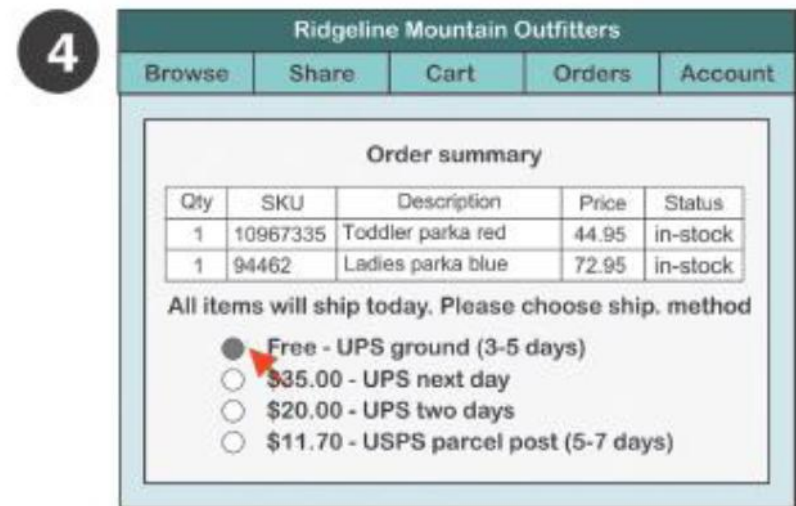 4
Ridgeline Mountain Outfitters
Browse Share Cart Orders Account
Order summary
Qty SKU Description Price Status
1 10967335 Toddler parka red 44.95 in-stock
1 94462 Ladies parka blue 72.95 in-stock
All items will ship today. Please choose ship. method
Free - UPS ground (3-5 days)
$35.00 - UPS next day
$20.00 - UPS two days
$11.70 - USPS parcel post (5-7 days)